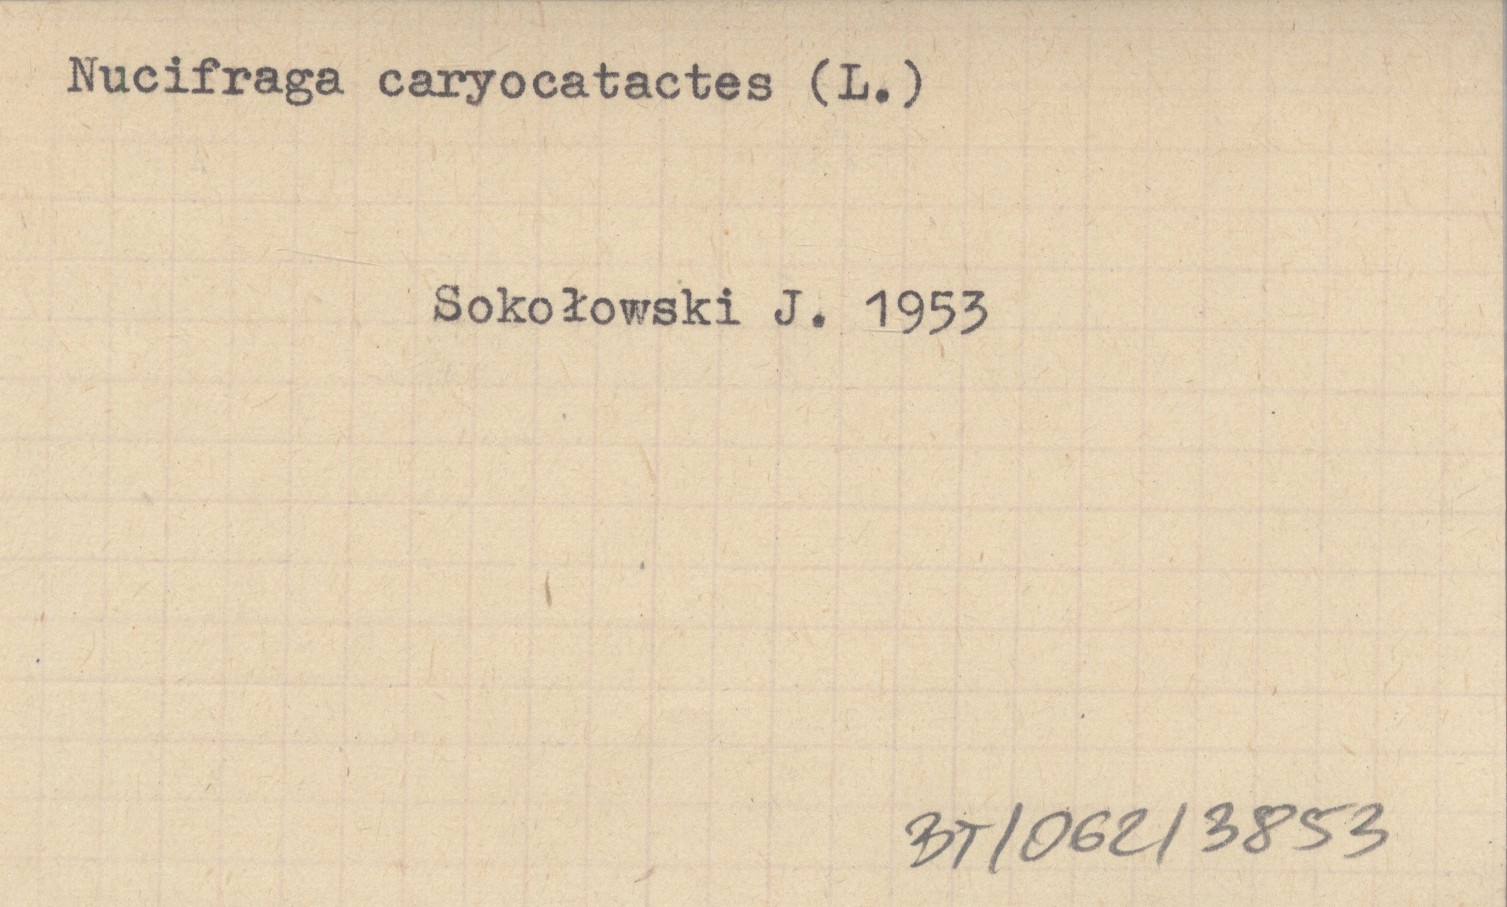 Nucifraga caryocatactes (L.)
Sokołowski J. 1953
BT/062/3853